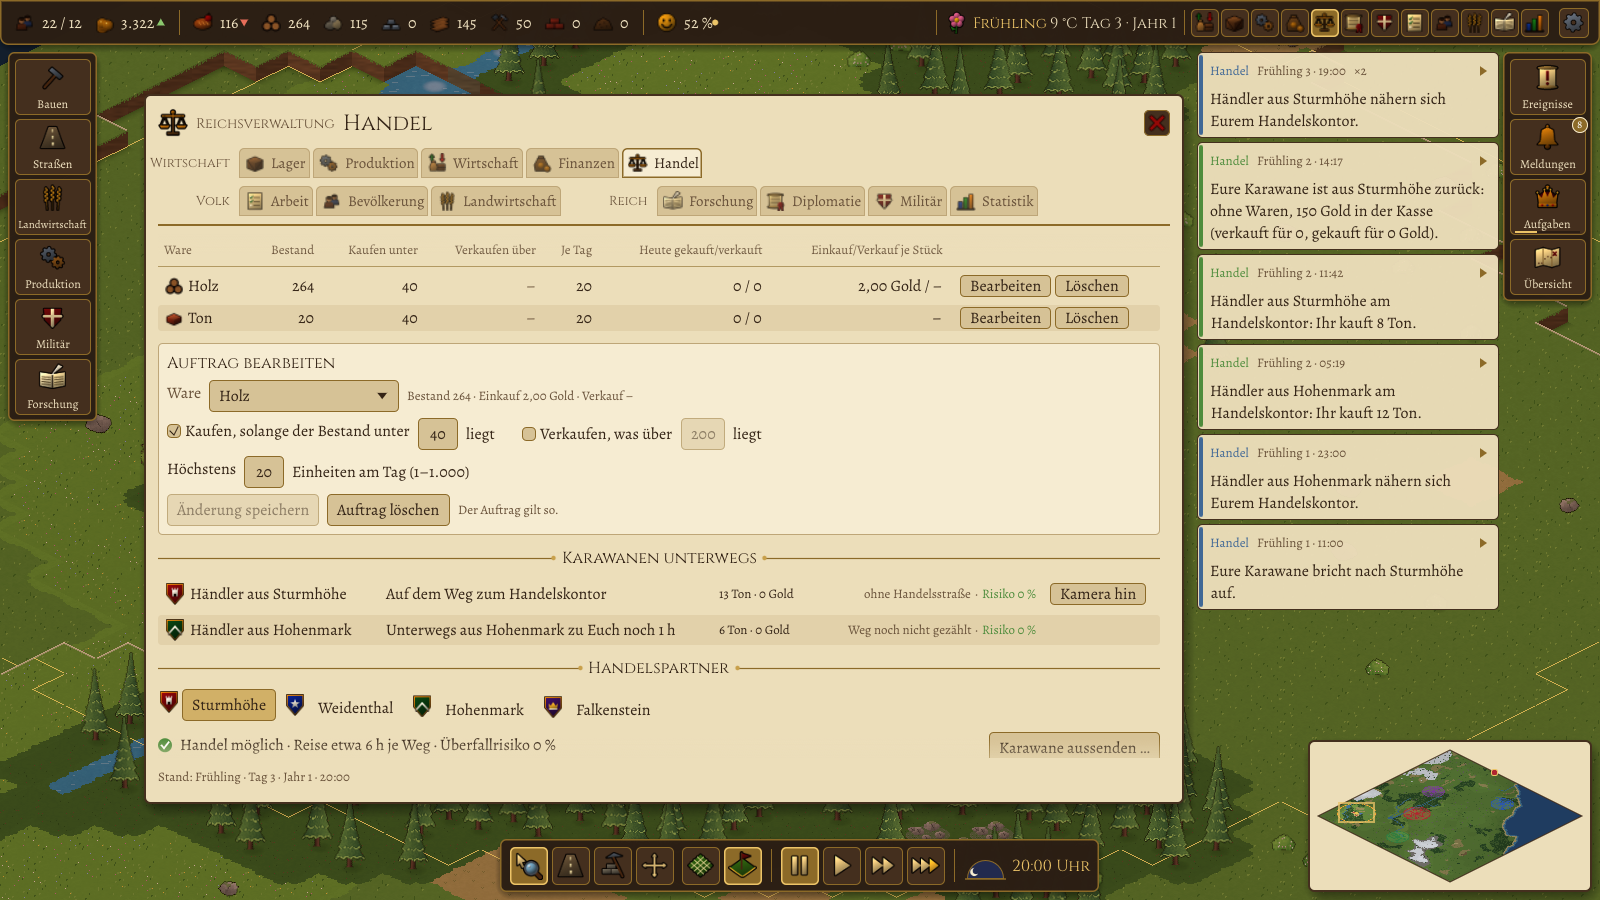 22 / 12
3.322
116
264
115
0
145
50
0
0
52 %
Frühling 9 °C Tag 3 · Jahr 1
Bauen
Straßen
Landwirtschaft
Produktion
Militär
Forschung
Reichsverwaltung Handel
Wirtschaft Lager Produktion Wirtschaft Finanzen Handel
Volk Arbeit Bevölkerung Landwirtschaft Reich Forschung Diplomatie Militär Statistik
Ware Bestand Kaufen unter Verkaufen über Je Tag Heute gekauft/verkauft Einkauf/Verkauf je Stück
Holz 264 40 – 20 0 / 0 2,00 Gold / – Bearbeiten Löschen
Ton 20 40 – 20 0 / 0 – Bearbeiten Löschen
Auftrag bearbeiten
Ware Holz Bestand 264 · Einkauf 2,00 Gold · Verkauf –
Kaufen, solange der Bestand unter 40 liegt Verkaufen, was über 200 liegt
Höchstens 20 Einheiten am Tag (1–1.000)
Änderung speichern Auftrag löschen Der Auftrag gilt so.
Karawanen unterwegs
Händler aus Sturmhöhe Auf dem Weg zum Handelskontor 13 Ton · 0 Gold ohne Handelsstraße · Risiko 0 % Kamera hin
Händler aus Hohenmark Unterwegs aus Hohenmark zu Euch noch 1 h 6 Ton · 0 Gold Weg noch nicht gezählt · Risiko 0 %
Handelspartner
Sturmhöhe Weidenthal Hohenmark Falkenstein
Handel möglich · Reise etwa 6 h je Weg · Überfallrisiko 0 % Karawane aussenden ...
Stand: Frühling · Tag 3 · Jahr 1 · 20:00
Handel Frühling 3 · 19:00 ×2
Händler aus Sturmhöhe nähern sich
Eurem Handelskontor.
Handel Frühling 2 · 14:17
Eure Karawane ist aus Sturmhöhe zurück:
ohne Waren, 150 Gold in der Kasse
(verkauft für 0, gekauft für 0 Gold).
Handel Frühling 2 · 11:42
Händler aus Sturmhöhe am
Handelskontor: Ihr kauft 8 Ton.
Handel Frühling 2 · 05:19
Händler aus Hohenmark am
Handelskontor: Ihr kauft 12 Ton.
Handel Frühling 1 · 23:00
Händler aus Hohenmark nähern sich
Eurem Handelskontor.
Handel Frühling 1 · 11:00
Eure Karawane bricht nach Sturmhöhe
auf.
Ereignisse
8
Meldungen
Aufgaben
Übersicht
20:00 Uhr